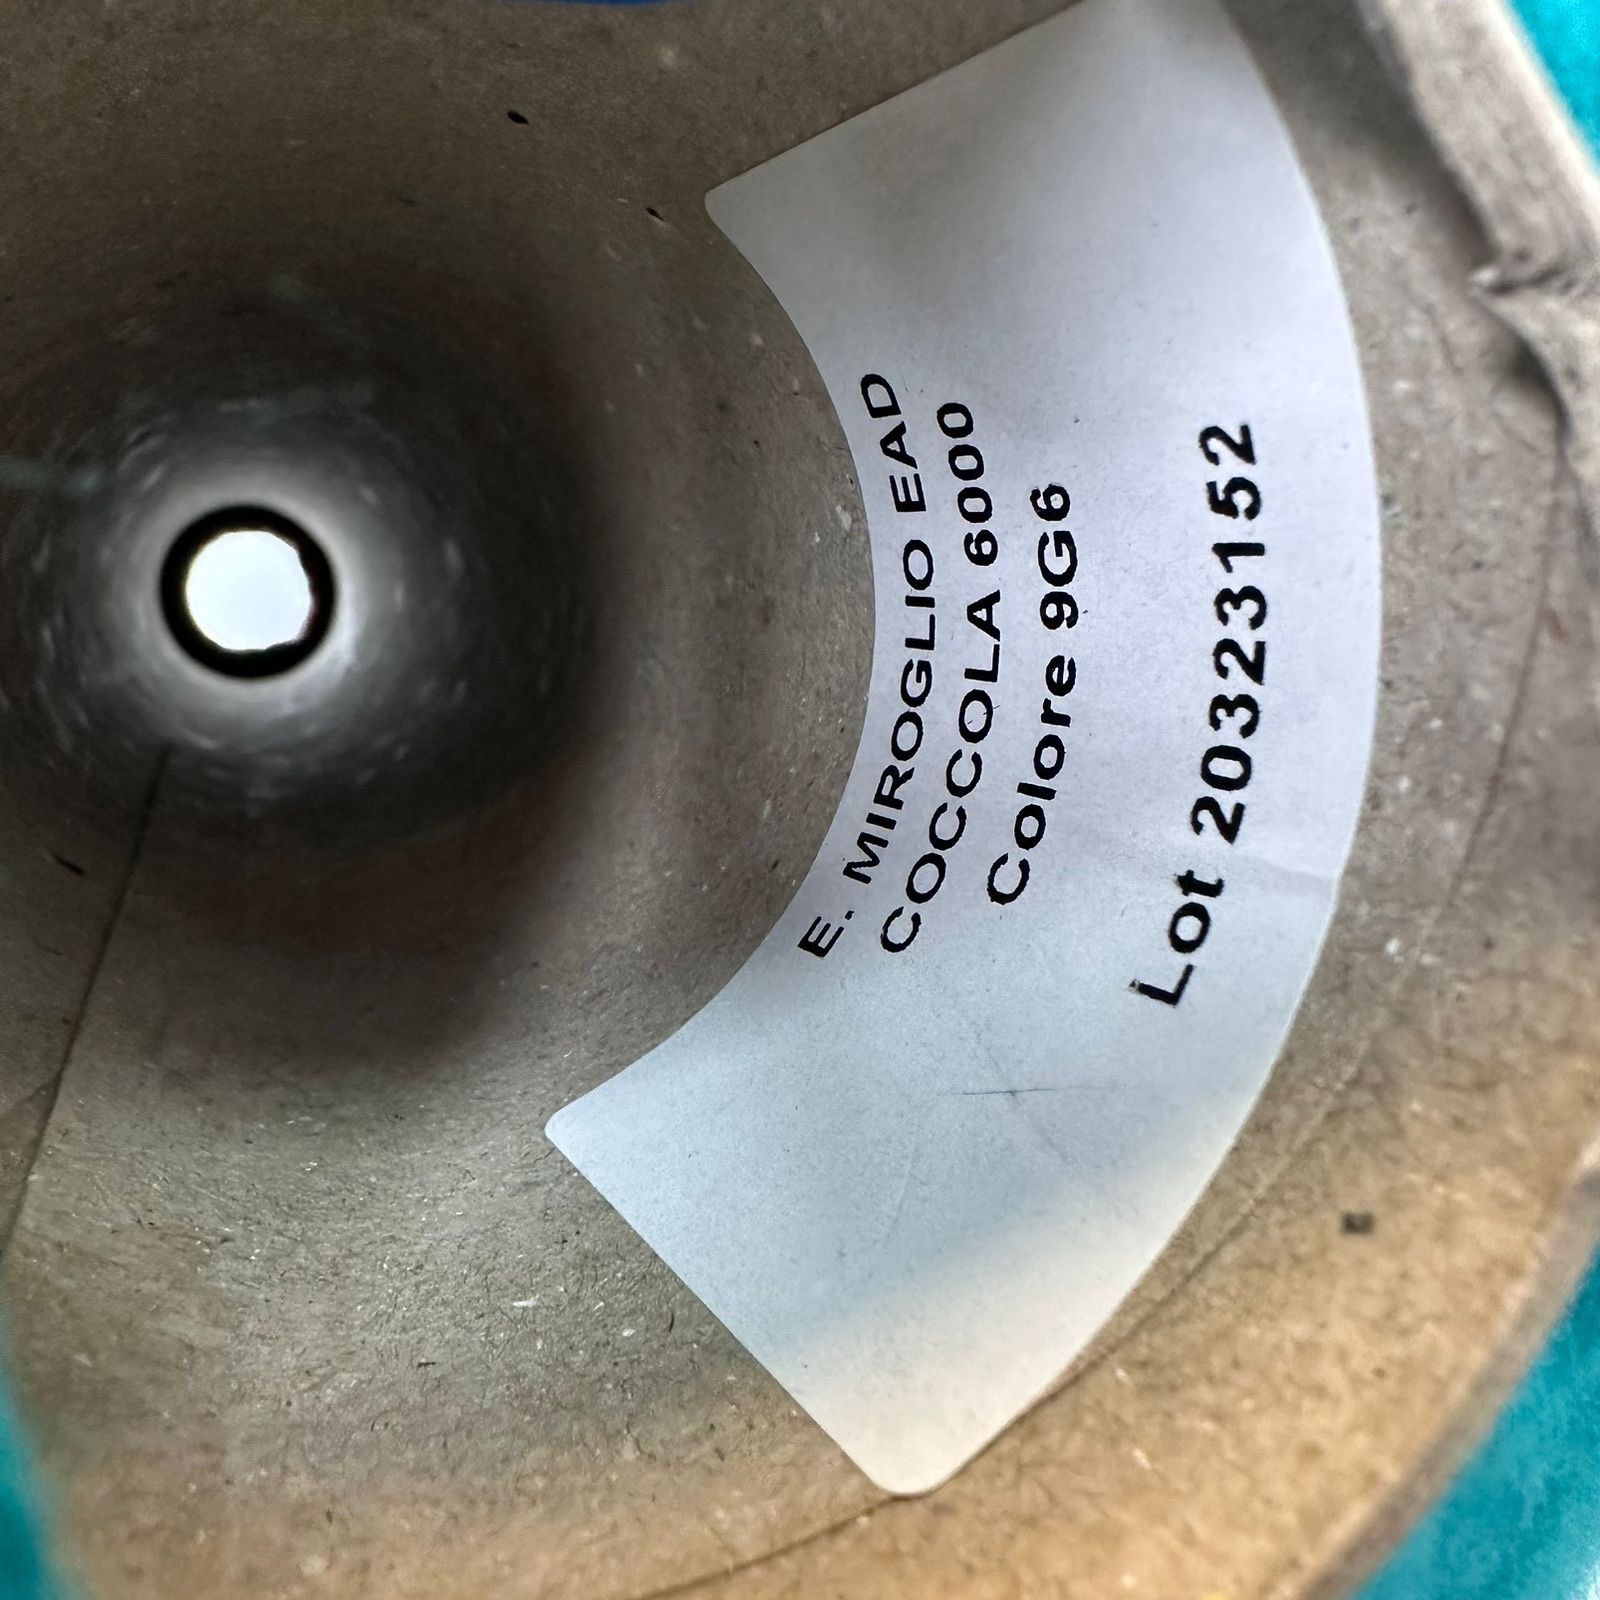 E. MIROGLIO EAD
COCCOLA 6000
Colore 9G6
Lot 20323152